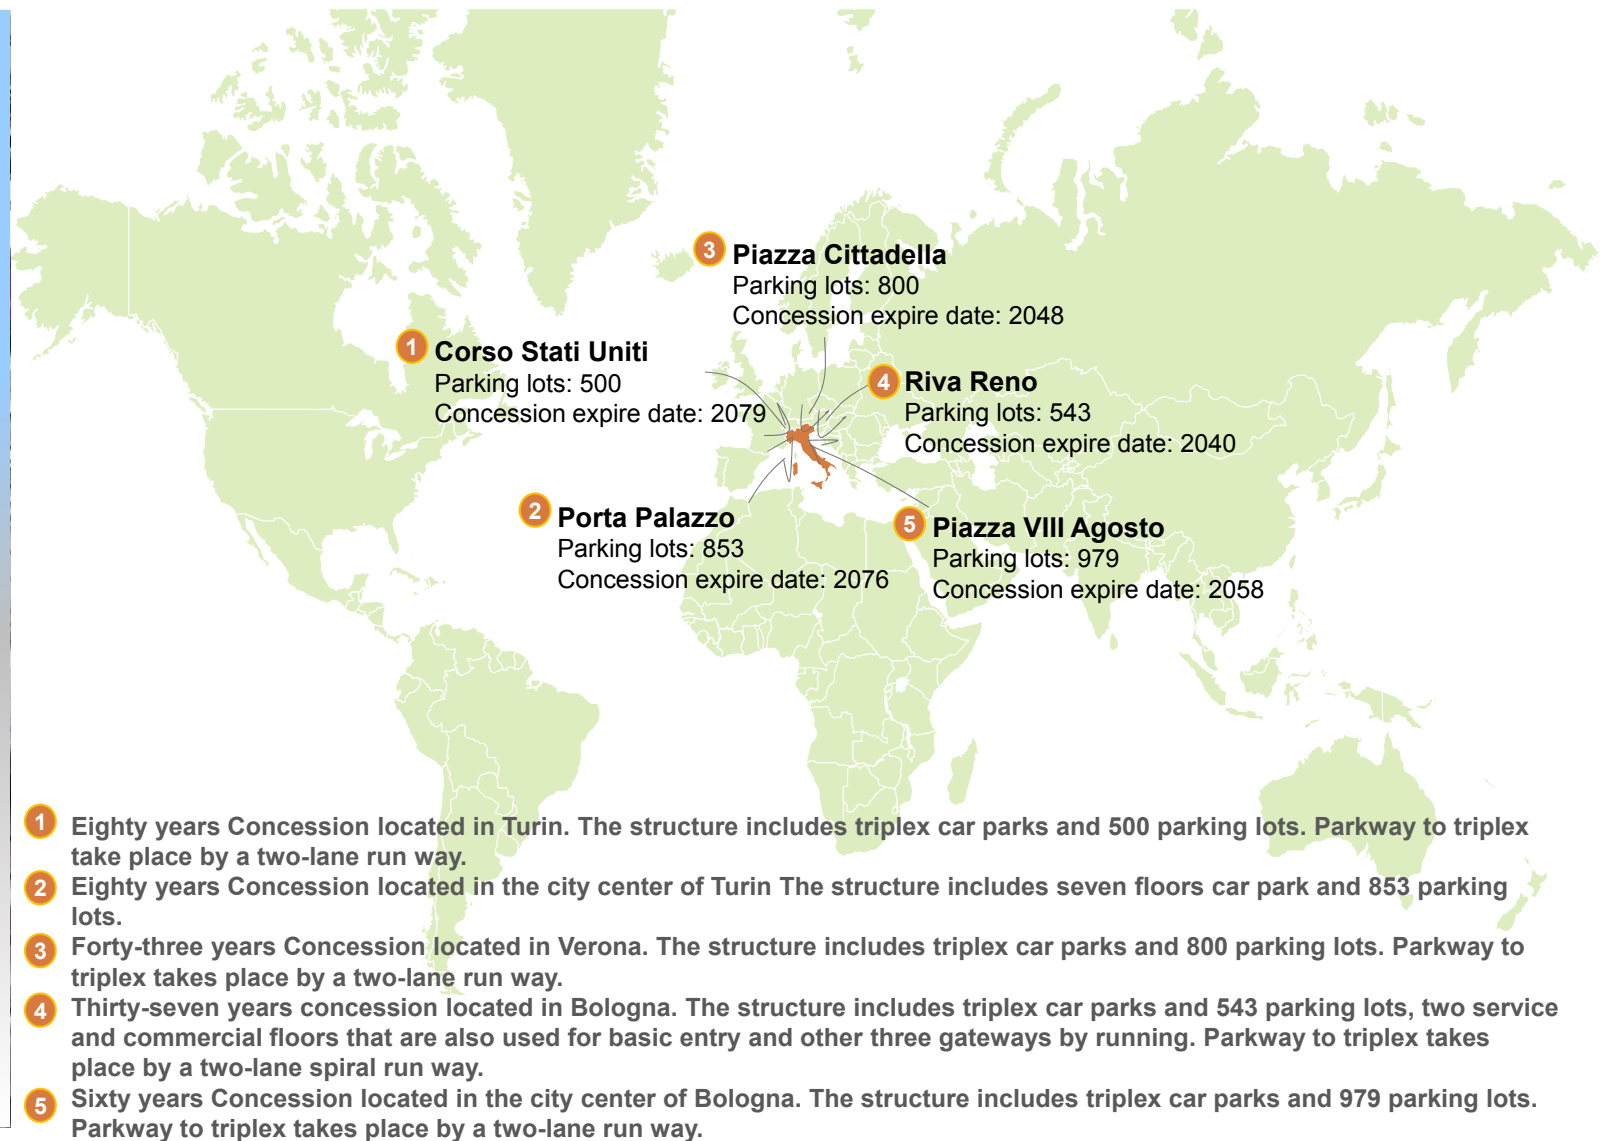 3 Piazza Cittadella
Parking lots: 800
Concession expire date: 2048
1 Corso Stati Uniti
Parking lots: 500
Concession expire date: 2079
4 Riva Reno
Parking lots: 543
Concession expire date: 2040
2 Porta Palazzo
Parking lots: 853
Concession expire date: 2076
5 Piazza VIII Agosto
Parking lots: 979
Concession expire date: 2058
1 Eighty years Concession located in Turin. The structure includes triplex car parks and 500 parking lots. Parkway to triplex
take place by a two-lane run way.
2 Eighty years Concession located in the city center of Turin The structure includes seven floors car park and 853 parking
lots.
3 Forty-three years Concession located in Verona. The structure includes triplex car parks and 800 parking lots. Parkway to
triplex takes place by a two-lane run way.
4 Thirty-seven years concession located in Bologna. The structure includes triplex car parks and 543 parking lots, two service
and commercial floors that are also used for basic entry and other three gateways by running. Parkway to triplex takes
place by a two-lane spiral run way.
5 Sixty years Concession located in the city center of Bologna. The structure includes triplex car parks and 979 parking lots.
Parkway to triplex takes place by a two-lane run way.